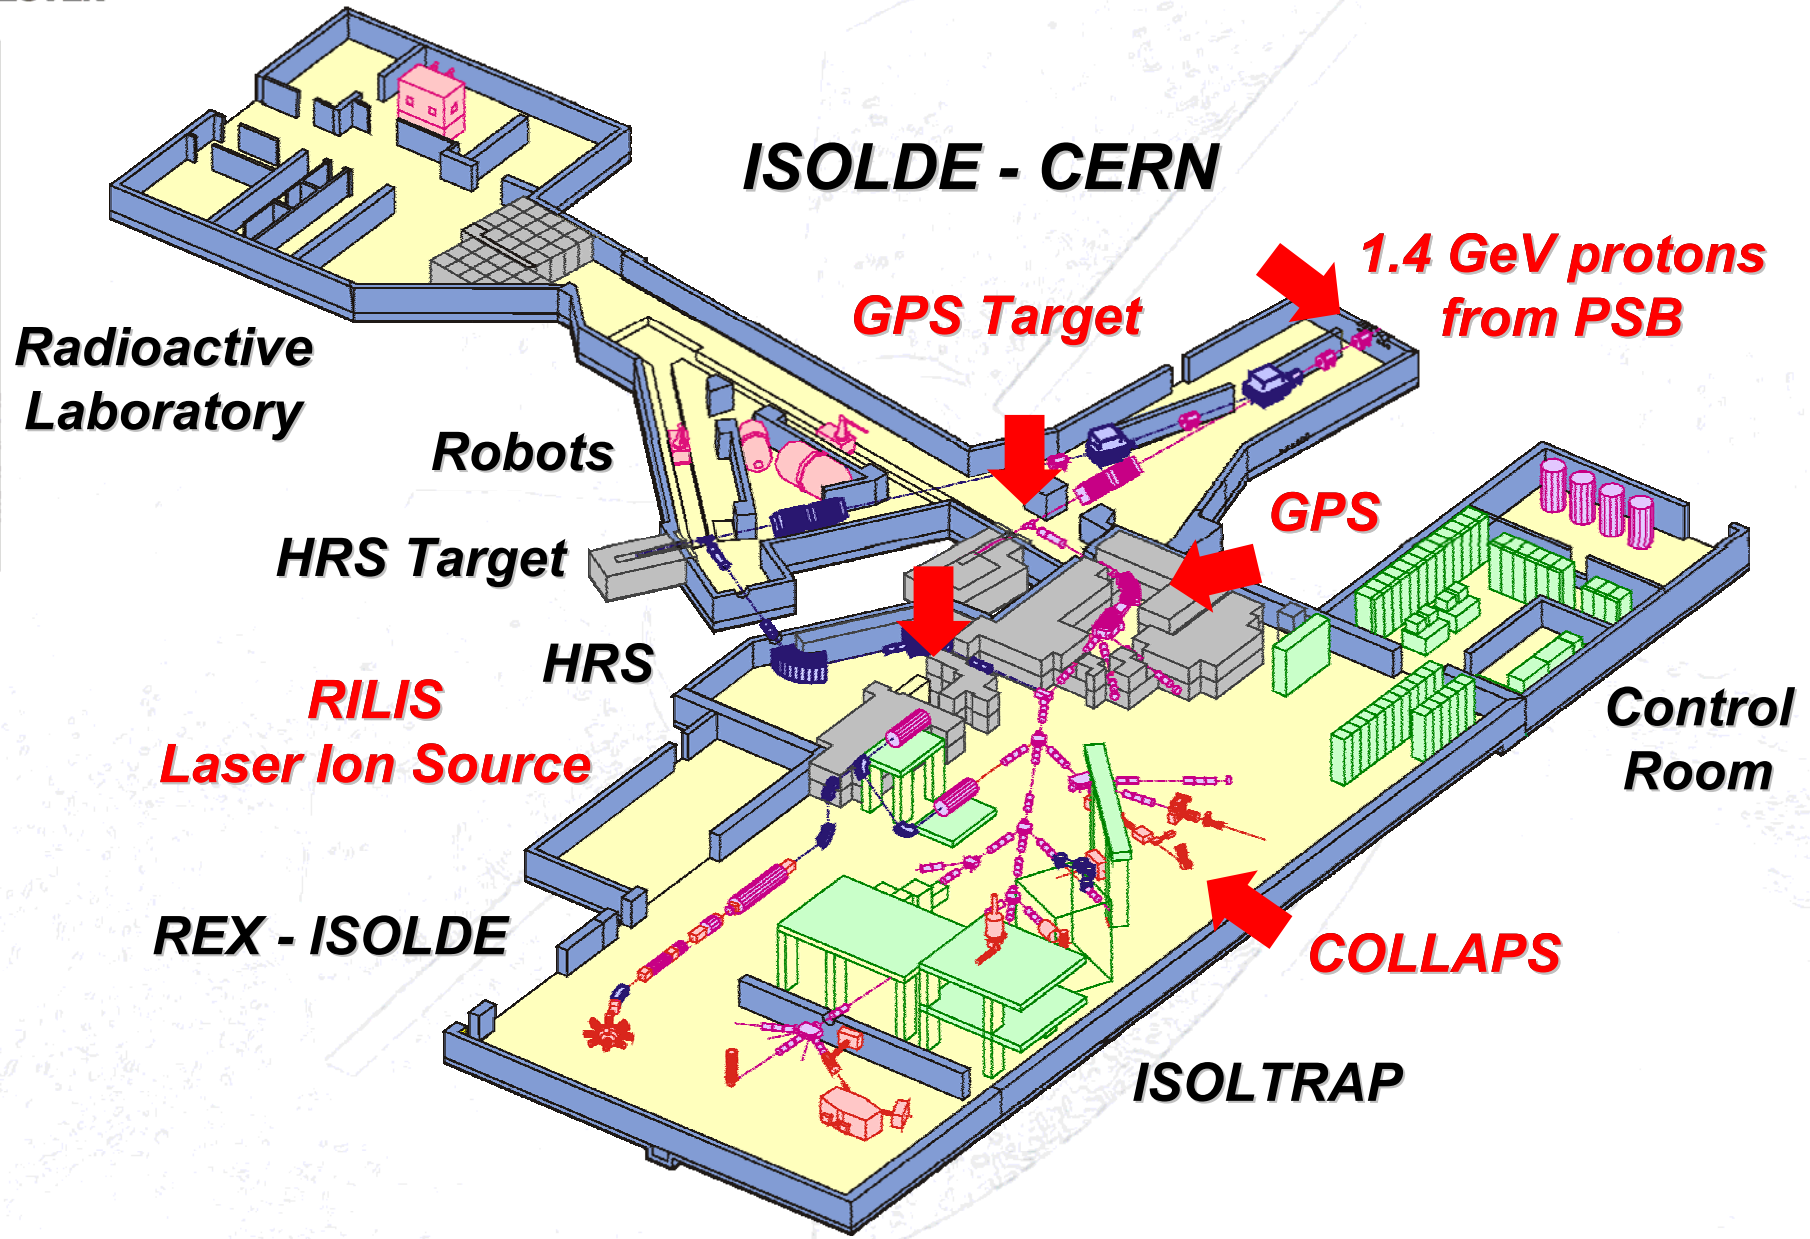 ISOLDE - CERN
1.4 GeV protons
from PSB
GPS Target
Radioactive
Laboratory
Robots
GPS
HRS Target
HRS
RILIS
Laser Ion Source
Control
Room
REX - ISOLDE
COLLAPS
ISOLTRAP